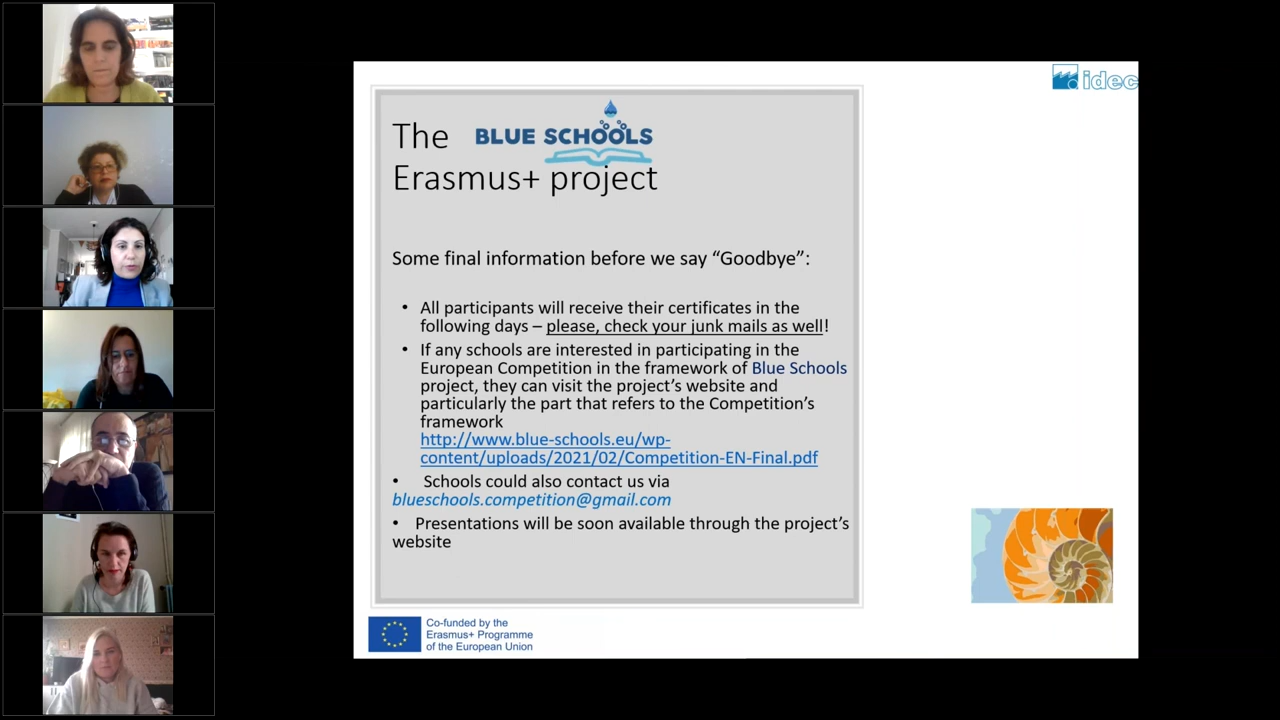 idec
The BLUE SCHOOLS
Erasmus+ project
Some final information before we say “Goodbye”:
• All participants will receive their certificates in the
following days – please, check your junk mails as well!
• If any schools are interested in participating in the
European Competition in the framework of Blue Schools
project, they can visit the project’s website and
particularly the part that refers to the Competition’s
framework
http://www.blue-schools.eu/wp-
content/uploads/2021/02/Competition-EN-Final.pdf
• Schools could also contact us via
blueschools.competition@gmail.com
• Presentations will be soon available through the project’s
website
Co-funded by the
Erasmus+ Programme
of the European Union